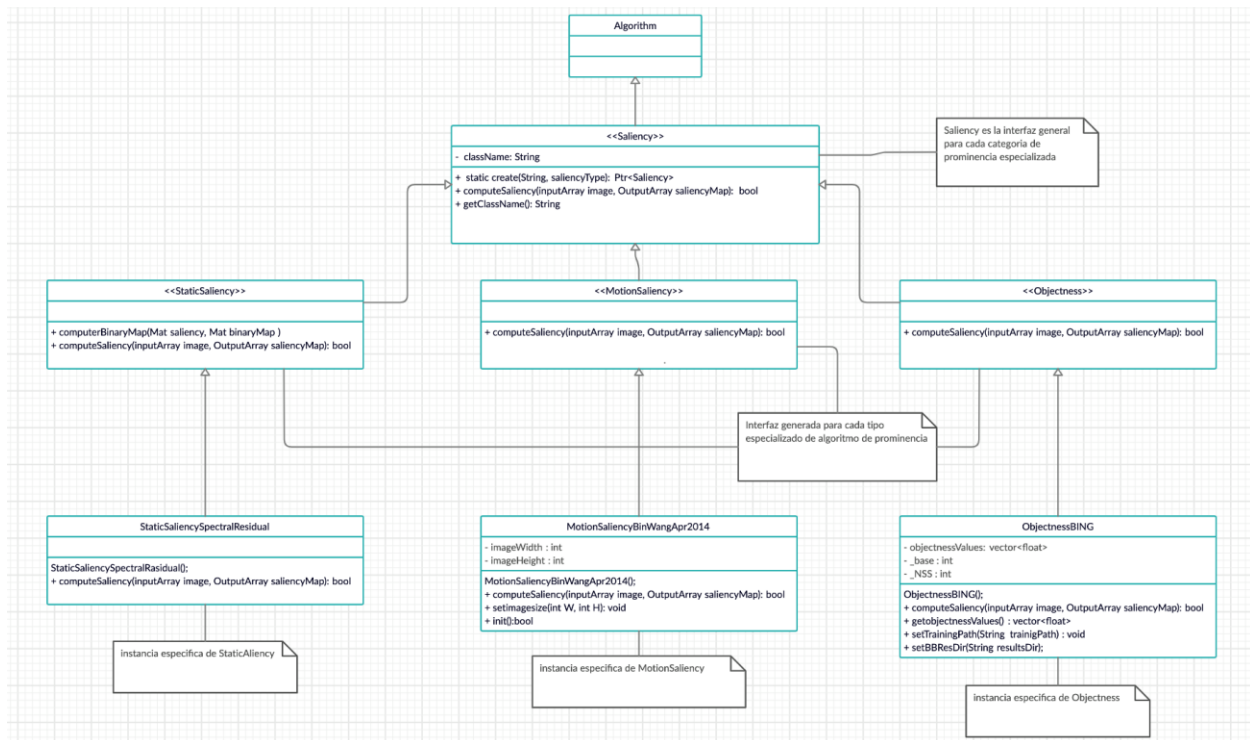 Algorithm
<<Saliency>>
- className: String
+ static create(String, saliencyType): Ptr<Saliency>
+ computeSaliency(inputArray image, OutputArray saliencyMap): bool
+ getClassName(): String
Saliency es la interfaz general
para cada categoria de
prominencia especializada
<<StaticSaliency>>
+ computerBinaryMap(Mat saliency, Mat binaryMap )
+ computeSaliency(inputArray image, OutputArray saliencyMap): bool
<<MotionSaliency>>
+ computeSaliency(inputArray image, OutputArray saliencyMap): bool
<<Objectness>>
+ computeSaliency(inputArray image, OutputArray saliencyMap): bool
Interfaz generada para cada tipo
especializado de algoritmo de prominencia
StaticSaliencySpectralResidual
StaticSaliencySpectralRasidual();
+ computeSaliency(inputArray image, OutputArray saliencyMap): bool
instancia especifica de StaticAliency
MotionSaliencyBinWangApr2014
- imageWidth : int
- imageHeight : int
MotionSaliencyBinWangApr2014();
+ computeSaliency(inputArray image, OutputArray saliencyMap): bool
+ setimagesize(int W, int H): void
+ init():bool
instancia especifica de MotionSaliency
ObjectnessBING
- objectnessValues: vector<float>
- _base : int
- _NSS : int
ObjectnessBING();
+ computeSaliency(inputArray image, OutputArray saliencyMap): bool
+ getobjectnessValues() : vector<float>
+ setTrainingPath(String trainigPath) : void
+ setBBResDir(String resultsDir);
instancia especifica de Objectness